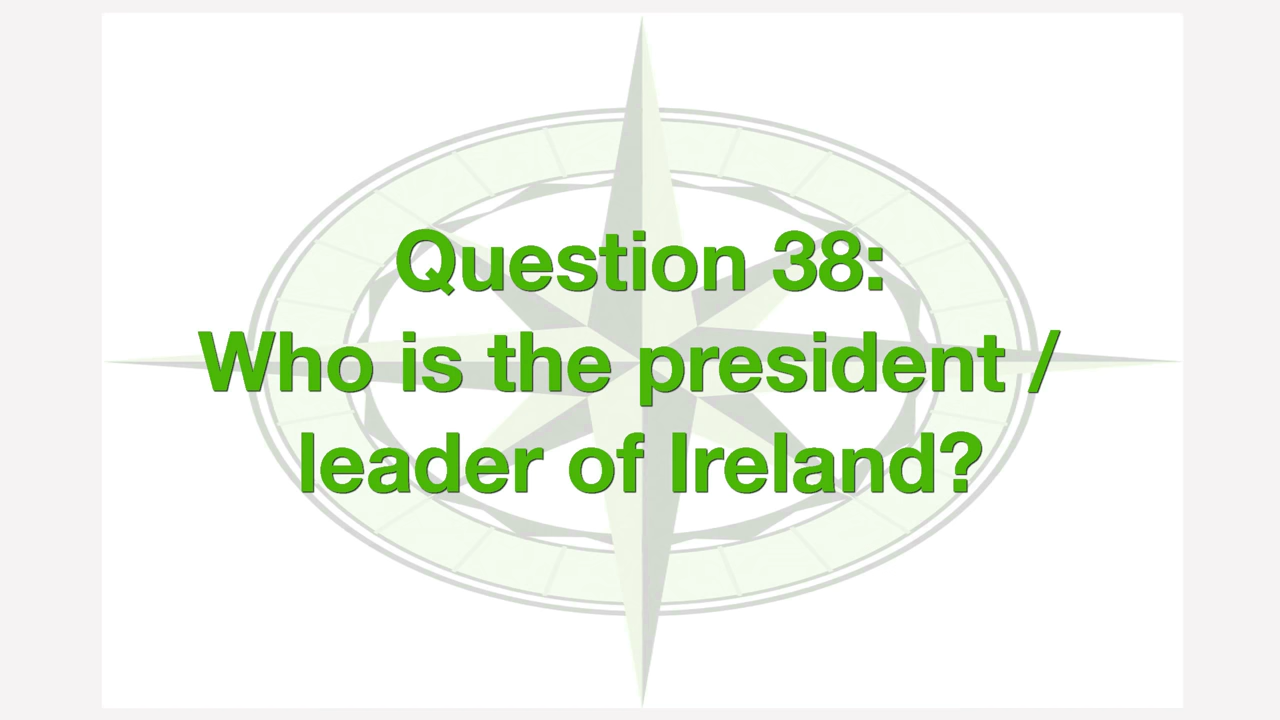 Question 38:
Who is the president /
leader of Ireland?